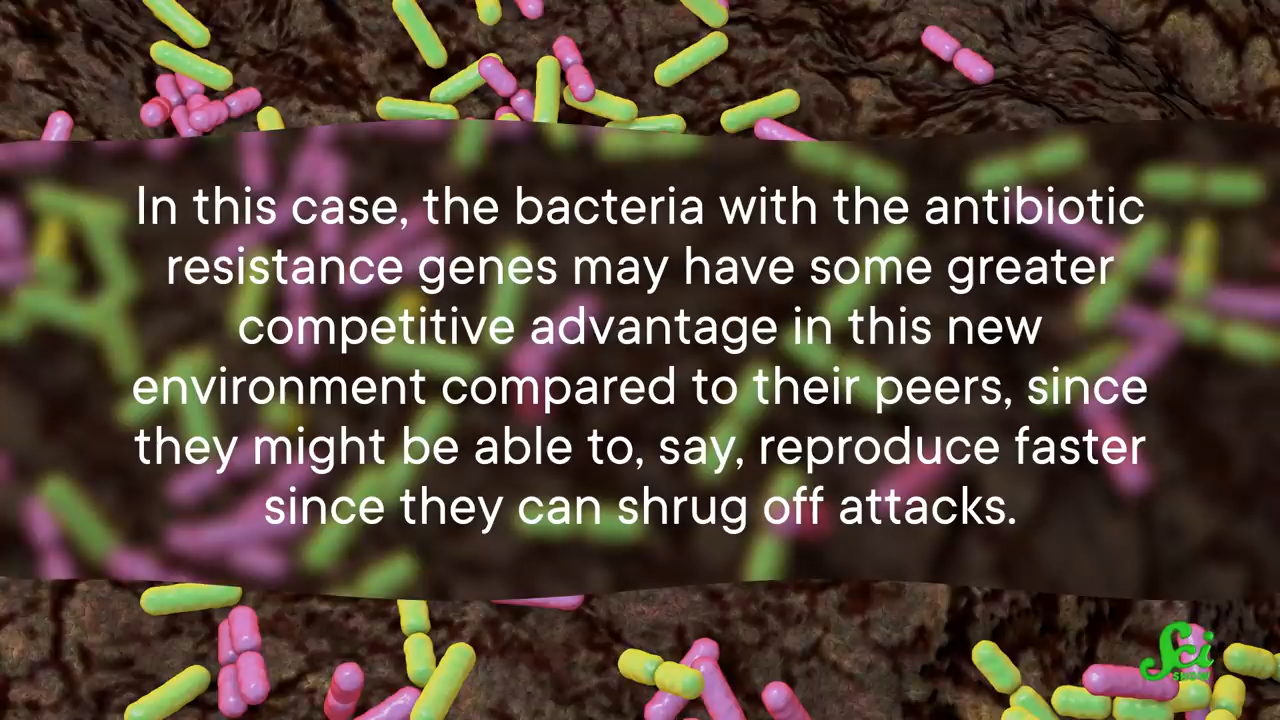 In this case, the bacteria with the antibiotic
resistance genes may have some greater
competitive advantage in this new
environment compared to their peers, since
they might be able to, say, reproduce faster
since they can shrug off attacks.
Sci
SHOW